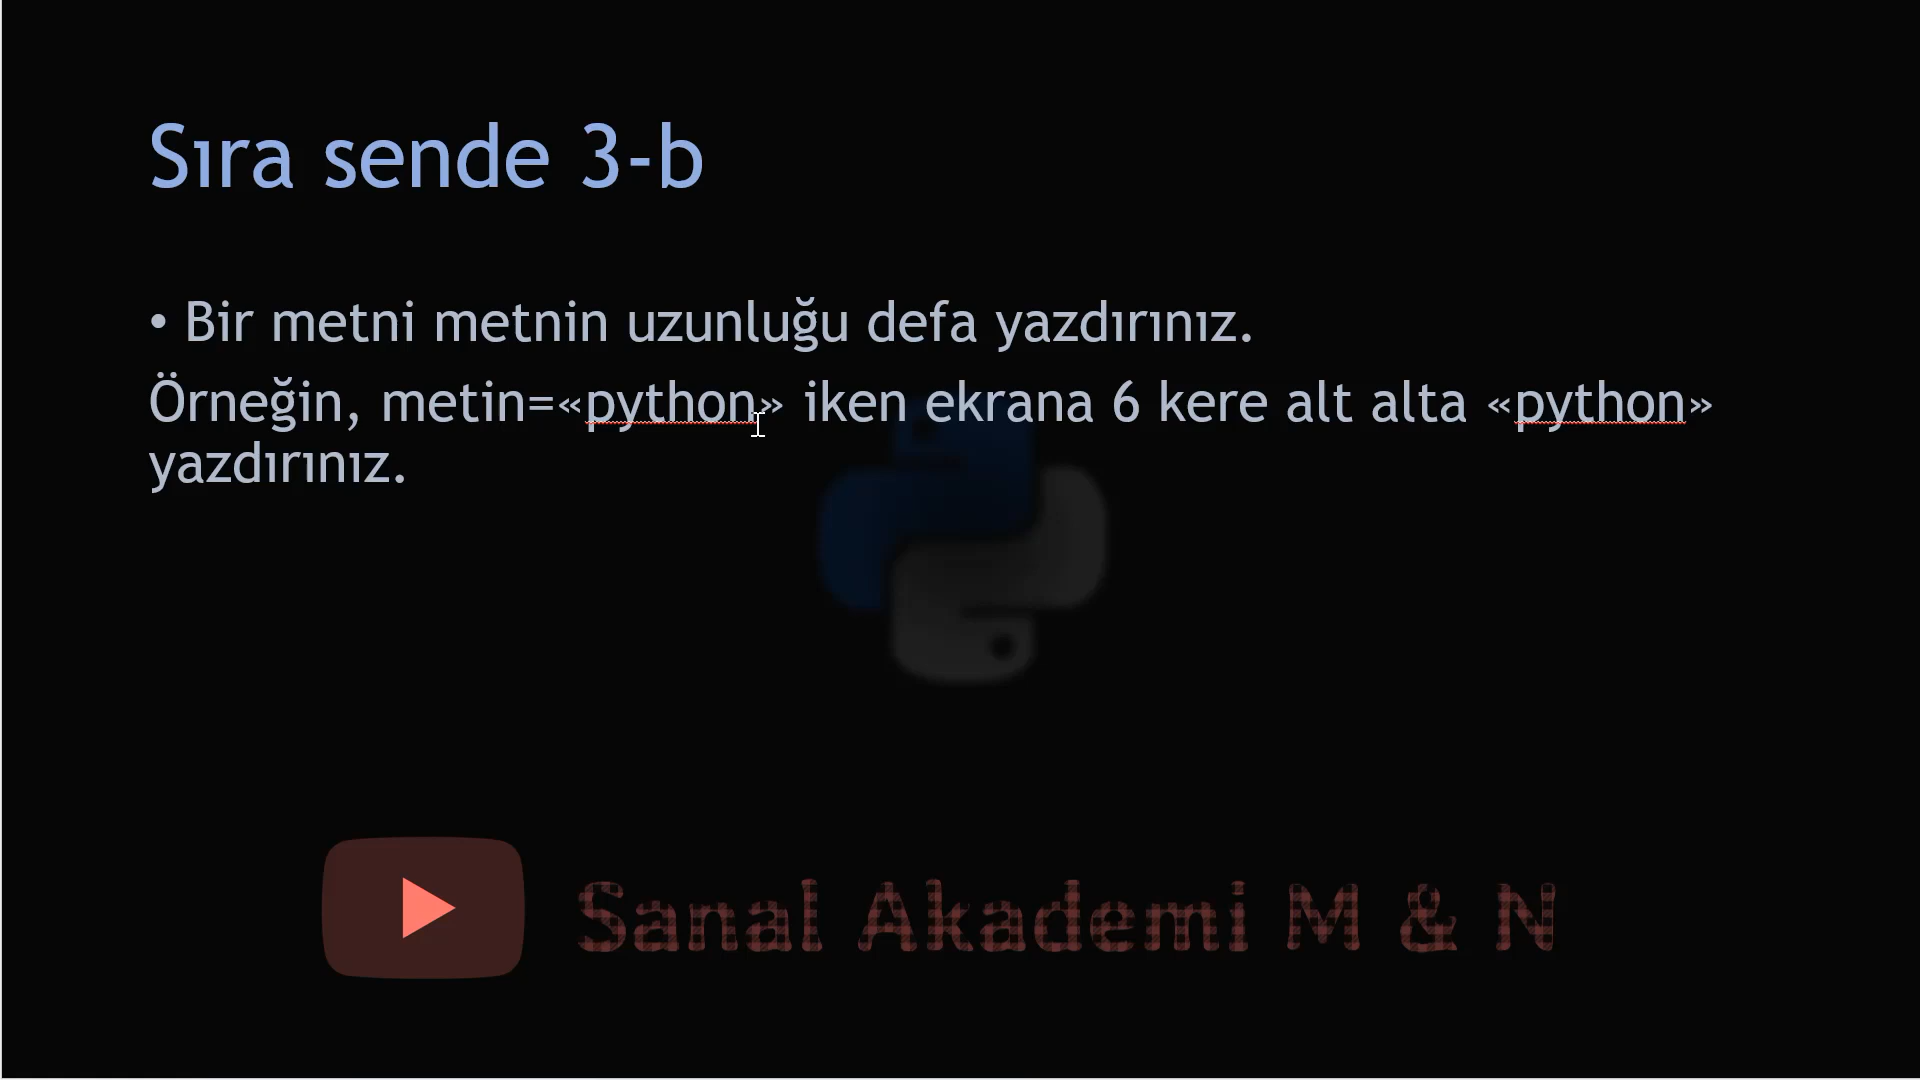 Sıra sende 3-b
• Bir metni metnin uzunluğu defa yazdırınız.
Örneğin, metin=«python» iken ekrana 6 kere alt alta «python»
yazdırınız.
Sanal Akademi M & N